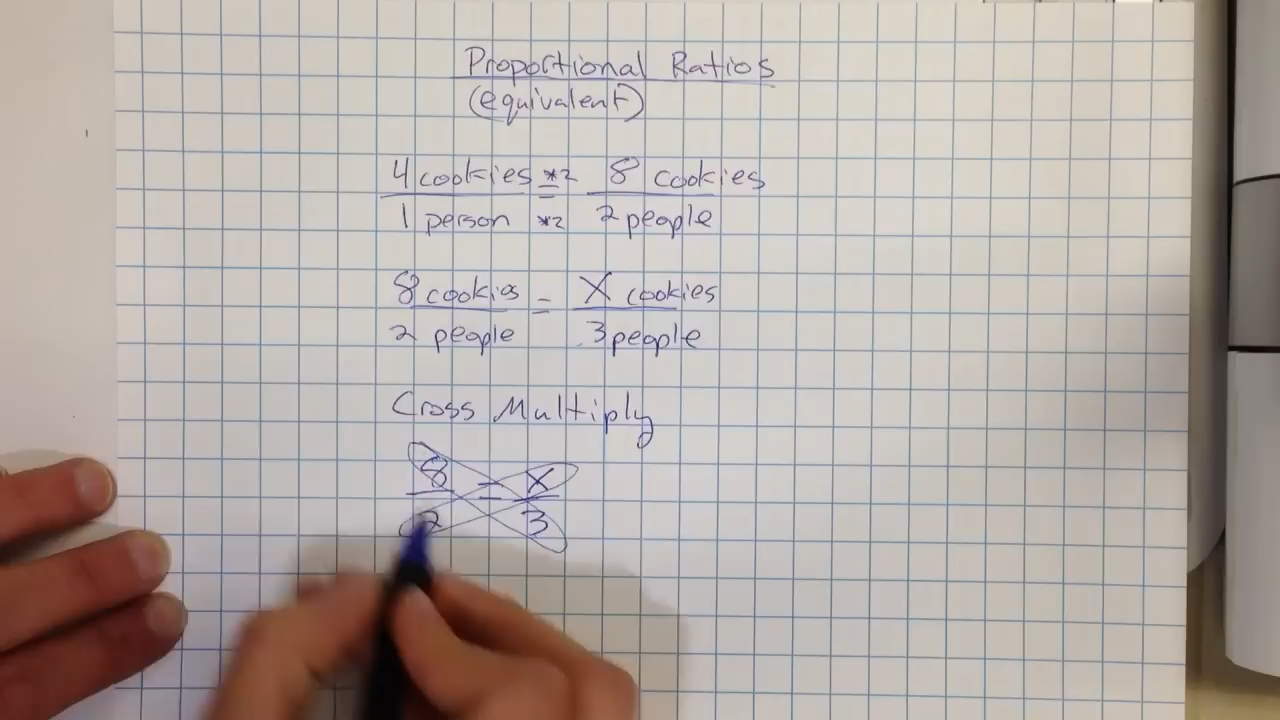 Proportional Ratios
(equivalent)
4 cookies *2 = 8 cookies
1 person *2 2 people
8 cookies = X cookies
2 people 3 people
Cross Multiply
8 = X
2 3